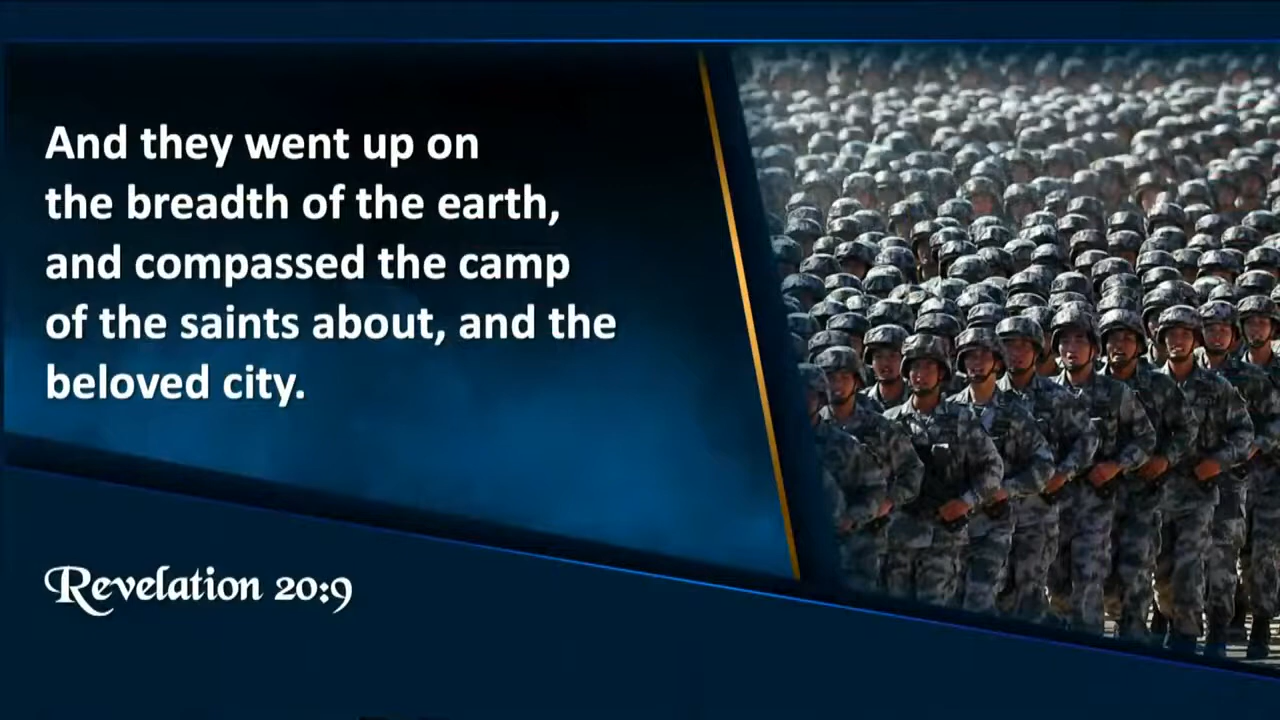 And they went up on
the breadth of the earth,
and compassed the camp
of the saints about, and the
beloved city.
Revelation 20:9